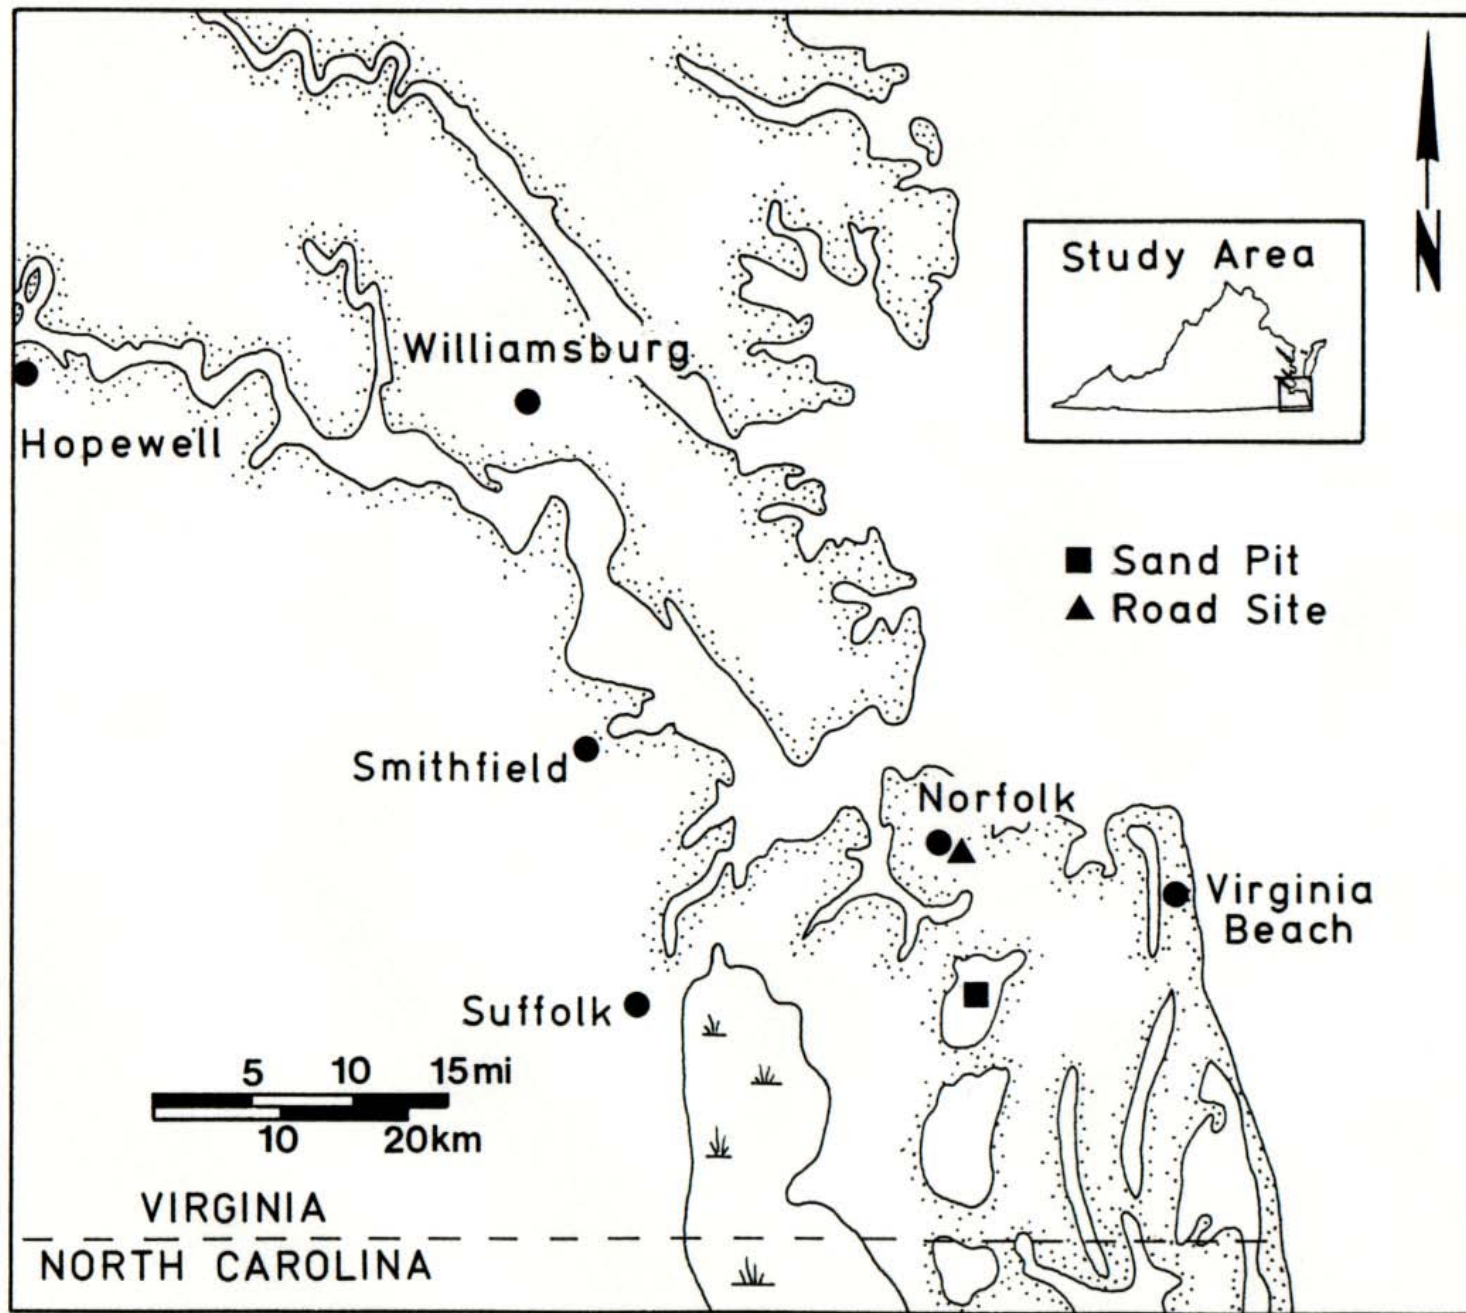 N
Study Area
Williamsburg
Hopewell
■ Sand Pit
▲ Road Site
Smithfield
Norfolk
Virginia
Beach
Suffolk
5 10 15mi
10 20km
VIRGINIA
NORTH CAROLINA